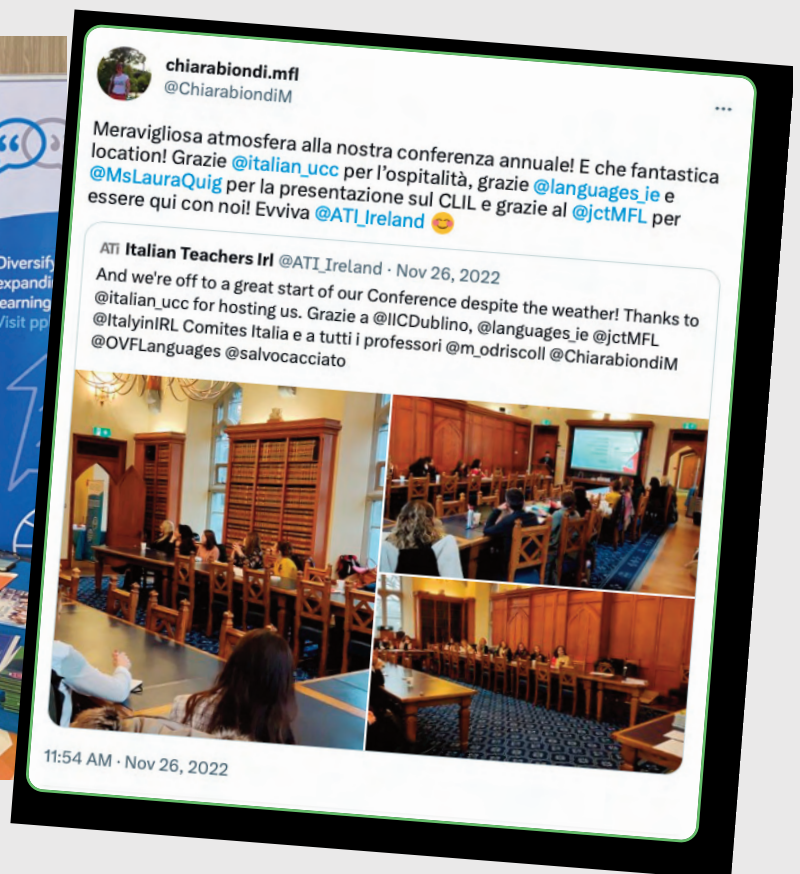 chiarabiondi.mfl
@ChiarabiondiM
Meravigliosa atmosfera alla nostra conferenza annuale! E che fantastica
location! Grazie @italian_ucc per l'ospitalità, grazie @languages_ie e
@MsLauraQuig per la presentazione sul CLIL e grazie al @jctMFL per
essere qui con noi! Evviva @ATI_Ireland 😊
ATi Italian Teachers Irl @ATI_Ireland · Nov 26, 2022
And we're off to a great start of our Conference despite the weather! Thanks to
@italian_ucc for hosting us. Grazie a @IICDublino, @languages_ie @jctMFL
@ItalyinIRL Comites Italia e a tutti i professori @m_odriscoll @ChiarabiondiM
@OVFLanguages @salvocacciato
11:54 AM · Nov 26, 2022
Diversify
expandi
earning
Visit pp